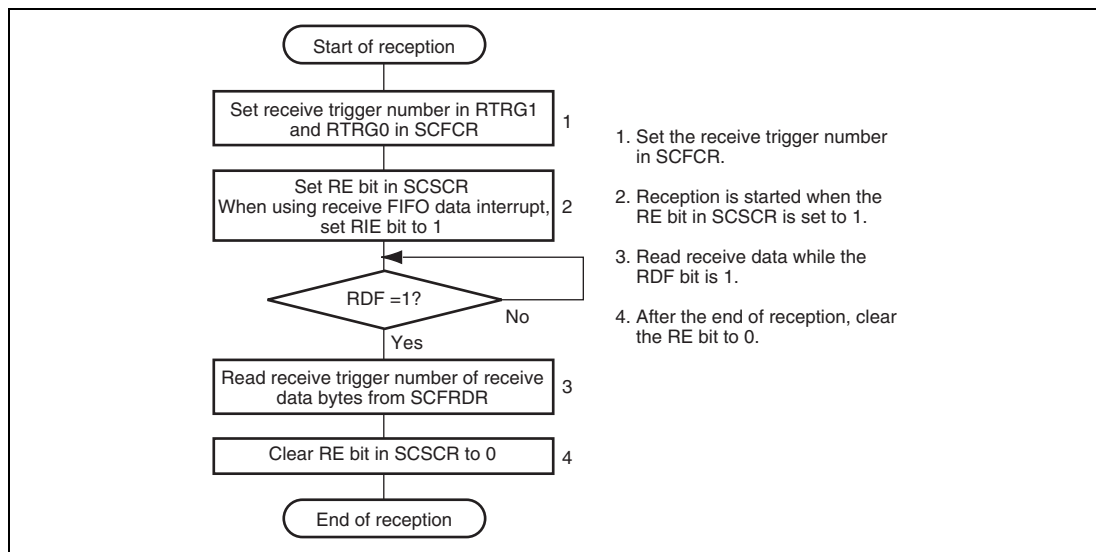 Start of reception
Set receive trigger number in RTRG1
and RTRG0 in SCFCR
1
Set RE bit in SCSCR
When using receive FIFO data interrupt,
set RIE bit to 1
2
RDF =1?
No
Yes
Read receive trigger number of receive
data bytes from SCFRDR
3
Clear RE bit in SCSCR to 0
4
End of reception
1. Set the receive trigger number
in SCFCR.
2. Reception is started when the
RE bit in SCSCR is set to 1.
3. Read receive data while the
RDF bit is 1.
4. After the end of reception, clear
the RE bit to 0.